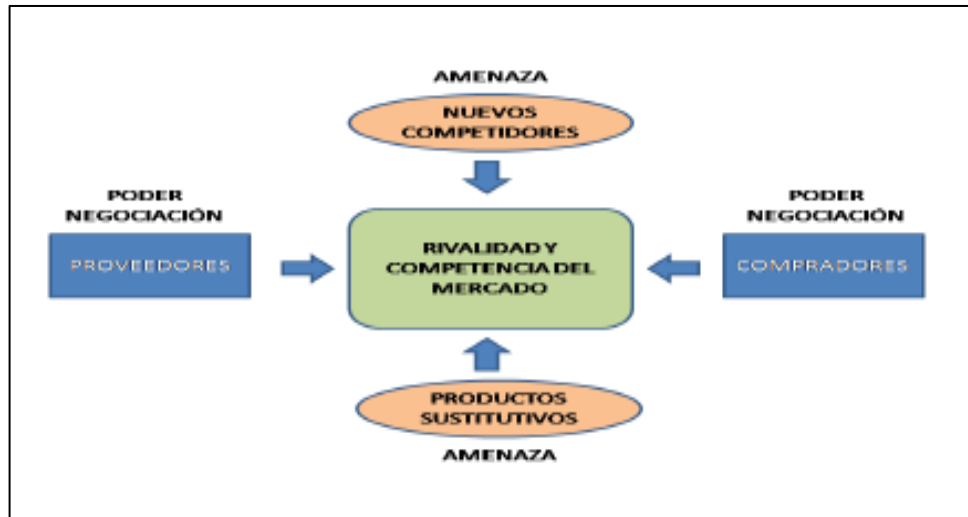 AMENAZA
NUEVOS
COMPETIDORES
PODER
NEGOCIACIÓN
PROVEEDORES
RIVALIDAD Y
COMPETENCIA DEL
MERCADO
PODER
NEGOCIACIÓN
COMPRADORES
PRODUCTOS
SUSTITUTIVOS
AMENAZA